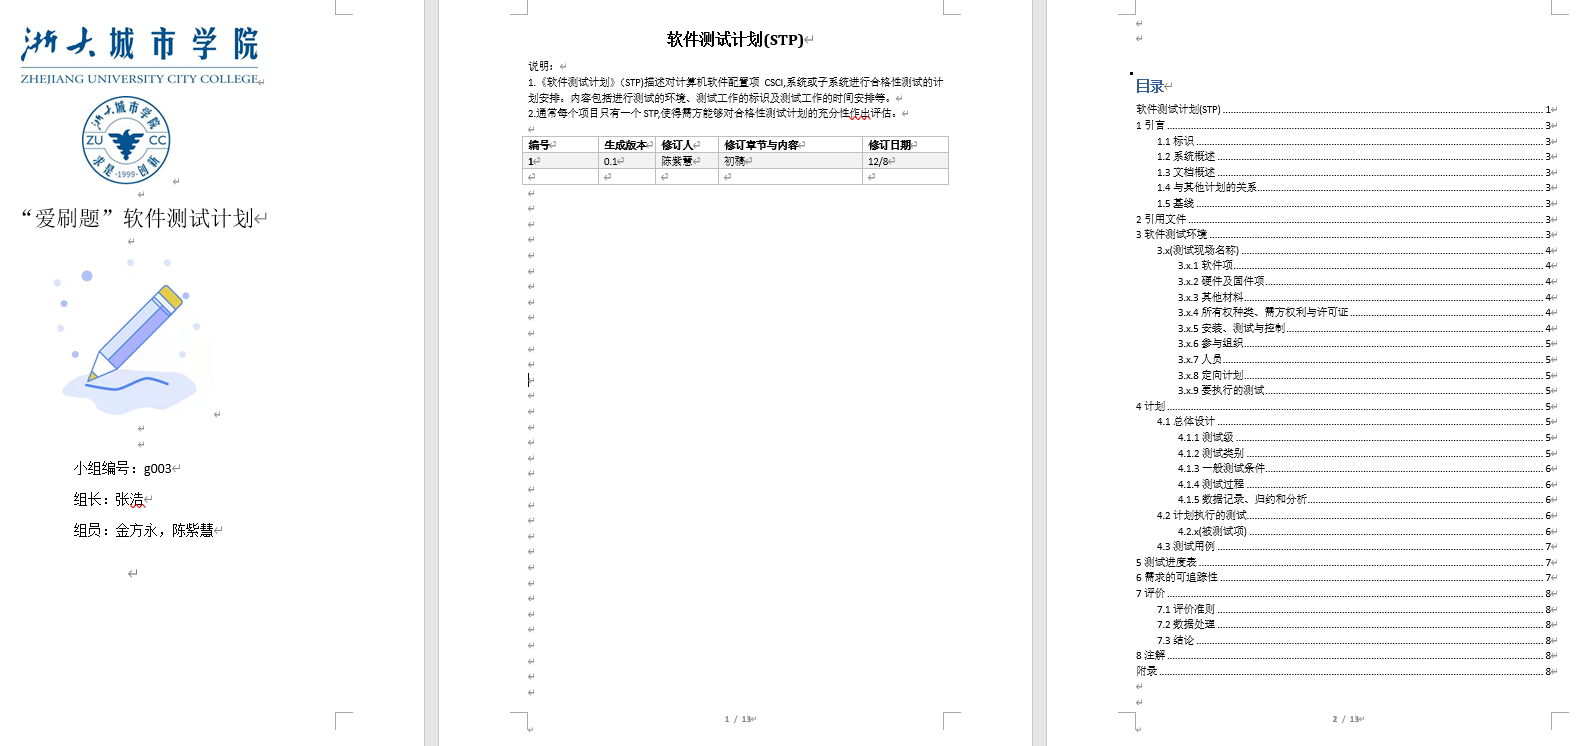 浙大城市学院
ZHEJIANG UNIVERSITY CITY COLLEGE
浙大城市学院
ZU CC
求是 创新
·1999·
“爱刷题”软件测试计划
小组编号：g003
组长：张浩
组员：金方永，陈紫慧
软件测试计划(STP)
说明：
1.《软件测试计划》(STP)描述对计算机软件配置项 CSCI,系统或子系统进行合格性测试的计
划安排。内容包括进行测试的环境、测试工作的标识及测试工作的时间安排等。
2.通常每个项目只有一个 STP,使得需方能够对合格性测试计划的充分性作出评估。
编号 生成版本 修订人 修订章节与内容 修订日期
1 0.1 陈紫慧 初稿 12/8
1 / 13
目录
软件测试计划(STP) 1
1 引言 3
1.1 标识 3
1.2 系统概述 3
1.3 文档概述 3
1.4 与其他计划的关系 3
1.5 基线 3
2 引用文件 3
3 软件测试环境 3
3.x(测试现场名称) 4
3.x.1 软件项 4
3.x.2 硬件及固件项 4
3.x.3 其他材料 4
3.x.4 所有权种类、需方权利与许可证 4
3.x.5 安装、测试与控制 4
3.x.6 参与组织 5
3.x.7 人员 5
3.x.8 定向计划 5
3.x.9 要执行的测试 5
4 计划 5
4.1 总体设计 5
4.1.1 测试级 5
4.1.2 测试类别 5
4.1.3 一般测试条件 6
4.1.4 测试过程 6
4.1.5 数据记录、归约和分析 6
4.2 计划执行的测试 6
4.2.x(被测试项) 6
4.3 测试用例 7
5 测试进度表 7
6 需求的可追踪性 7
7 评价 8
7.1 评价准则 8
7.2 数据处理 8
7.3 结论 8
8 注解 8
附录 8
2 / 13